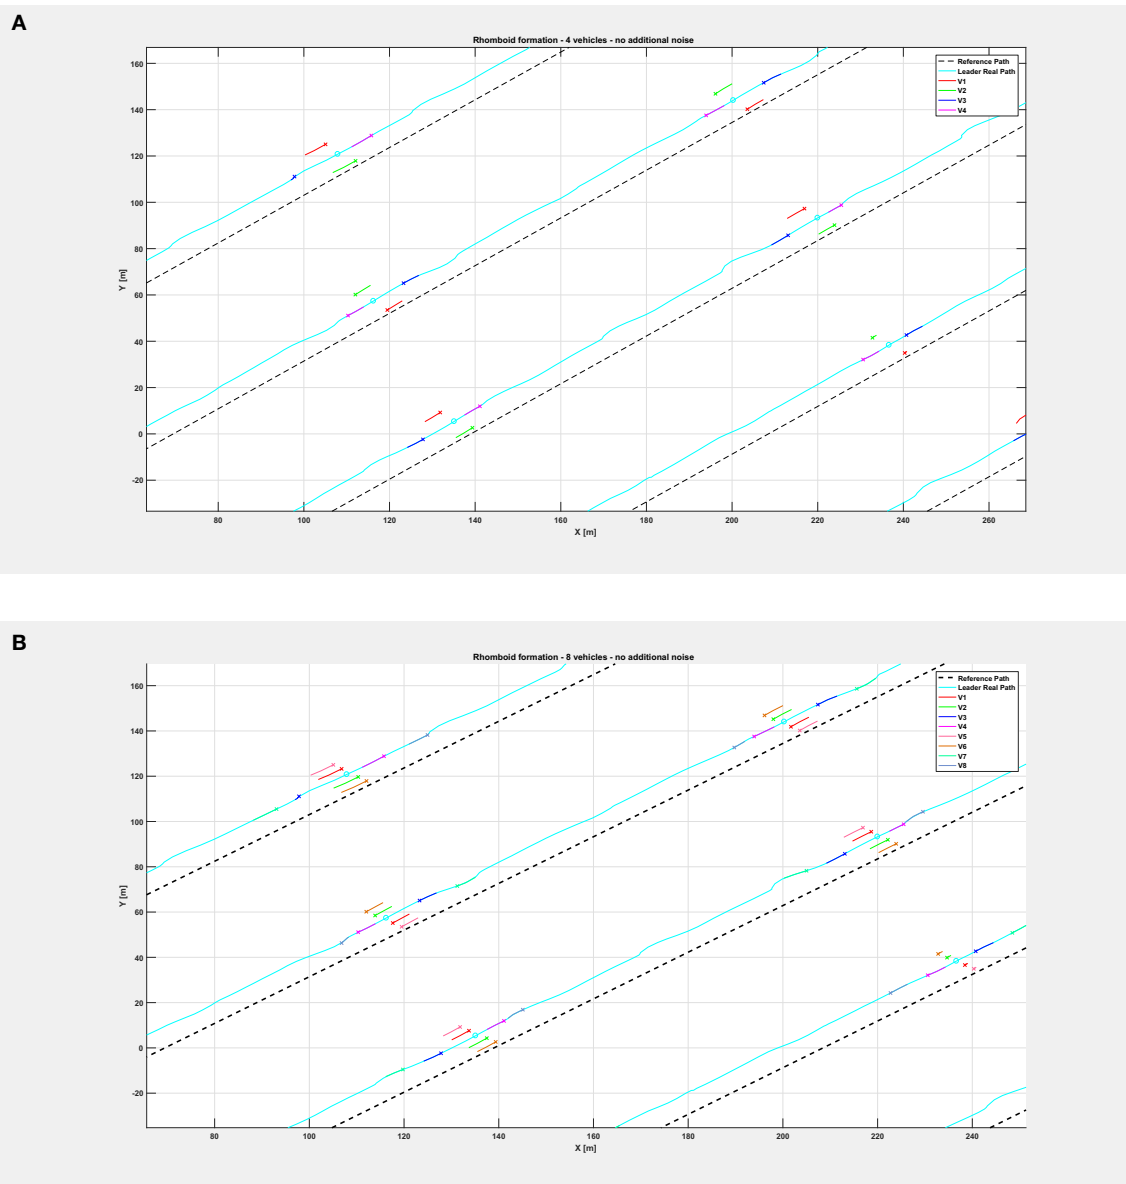 A
Rhomboid formation - 4 vehicles - no additional noise
160
140
120
100
80
60
40
20
0
-20
Y [m]
80 100 120 140 160 180 200 220 240 260
X [m]
Reference Path
Leader Real Path
V1
V2
V3
V4
B
Rhomboid formation - 8 vehicles - no additional noise
160
140
120
100
80
60
40
20
0
-20
Y [m]
80 100 120 140 160 180 200 220 240
X [m]
Reference Path
Leader Real Path
V1
V2
V3
V4
V5
V6
V7
V8